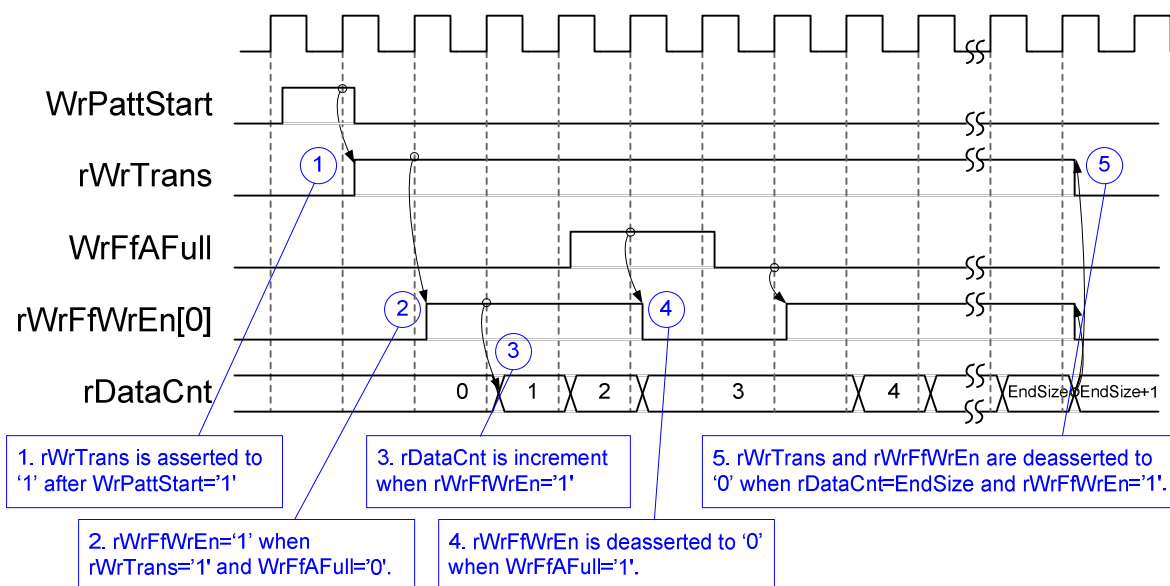 WrPattStart
rWrTrans
1
5
WrFfAFull
rWrFfWrEn[0]
2
4
3
rDataCnt
0
1
2
3
4
EndSize
EndSize+1
1. rWrTrans is asserted to
‘1’ after WrPattStart=’1'
3. rDataCnt is increment
when rWrFfWrEn=’1'
5. rWrTrans and rWrFfWrEn are deasserted to
‘0’ when rDataCnt=EndSize and rWrFfWrEn=’1'.
2. rWrFfWrEn=‘1’ when
rWrTrans=’1' and WrFfAFull=’0’.
4. rWrFfWrEn is deasserted to ‘0’
when WrFfAFull=’1'.